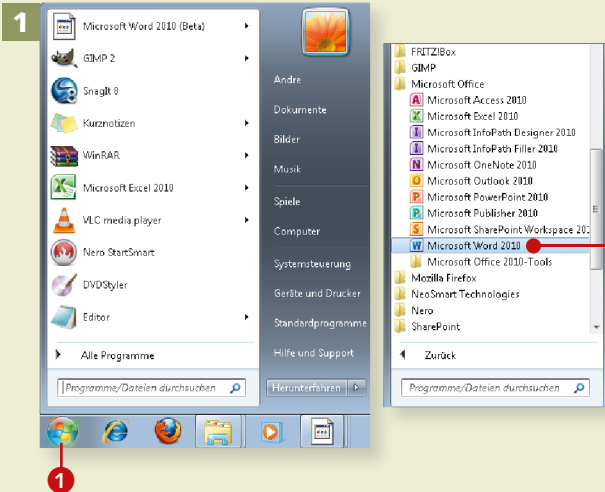 1
Microsoft Word 2010 (Beta)
GIMP 2
SnagIt 8
Kurznotizen
WinRAR
Microsoft Excel 2010
VLC media player
Nero StartSmart
DVDStyler
Editor
Alle Programme
Programme/Dateien durchsuchen
Andre
Dokumente
Bilder
Musik
Spiele
Computer
Systemsteuerung
Geräte und Drucker
Standardprogramme
Hilfe und Support
Herunterfahren
1
FRITZ!Box
GIMP
Microsoft Office
Microsoft Access 2010
Microsoft Excel 2010
Microsoft InfoPath Designer 2010
Microsoft InfoPath Filler 2010
Microsoft OneNote 2010
Microsoft Outlook 2010
Microsoft PowerPoint 2010
Microsoft Publisher 2010
Microsoft SharePoint Workspace 201
Microsoft Word 2010
Microsoft Office 2010-Tools
Mozilla Firefox
NeoSmart Technologies
Nero
SharePoint
Zurück
Programme/Dateien durchsuchen